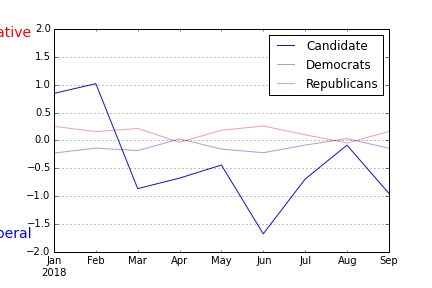 ative
2.0
1.5
1.0
0.5
0.0
−0.5
−1.0
−1.5
−2.0
beral
Candidate
Democrats
Republicans
Jan Feb Mar Apr May Jun Jul Aug Sep
2018